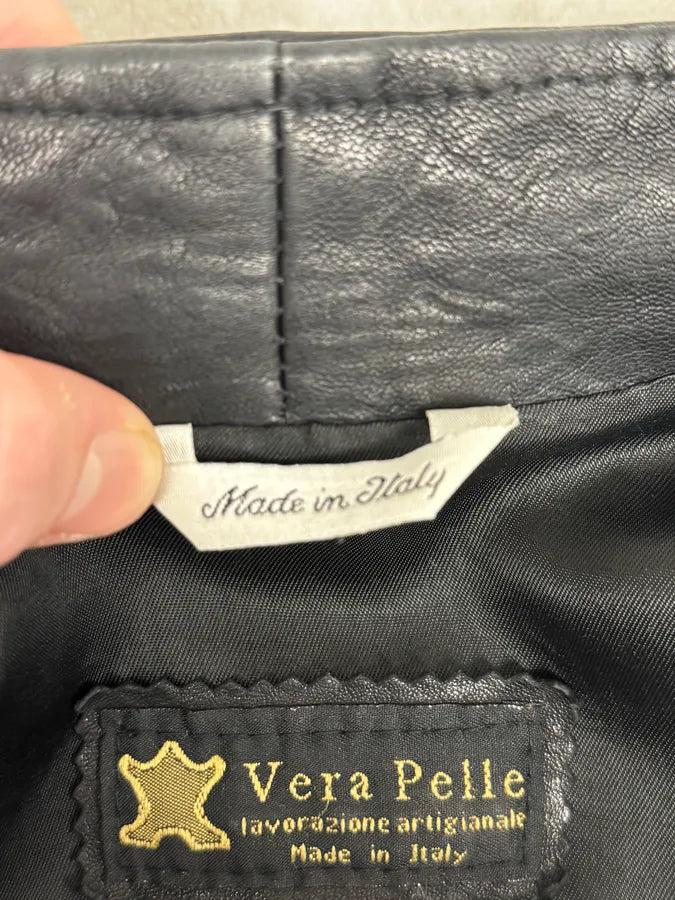 Made in Italy
Vera Pelle
lavorazione artigianale
Made in Italy